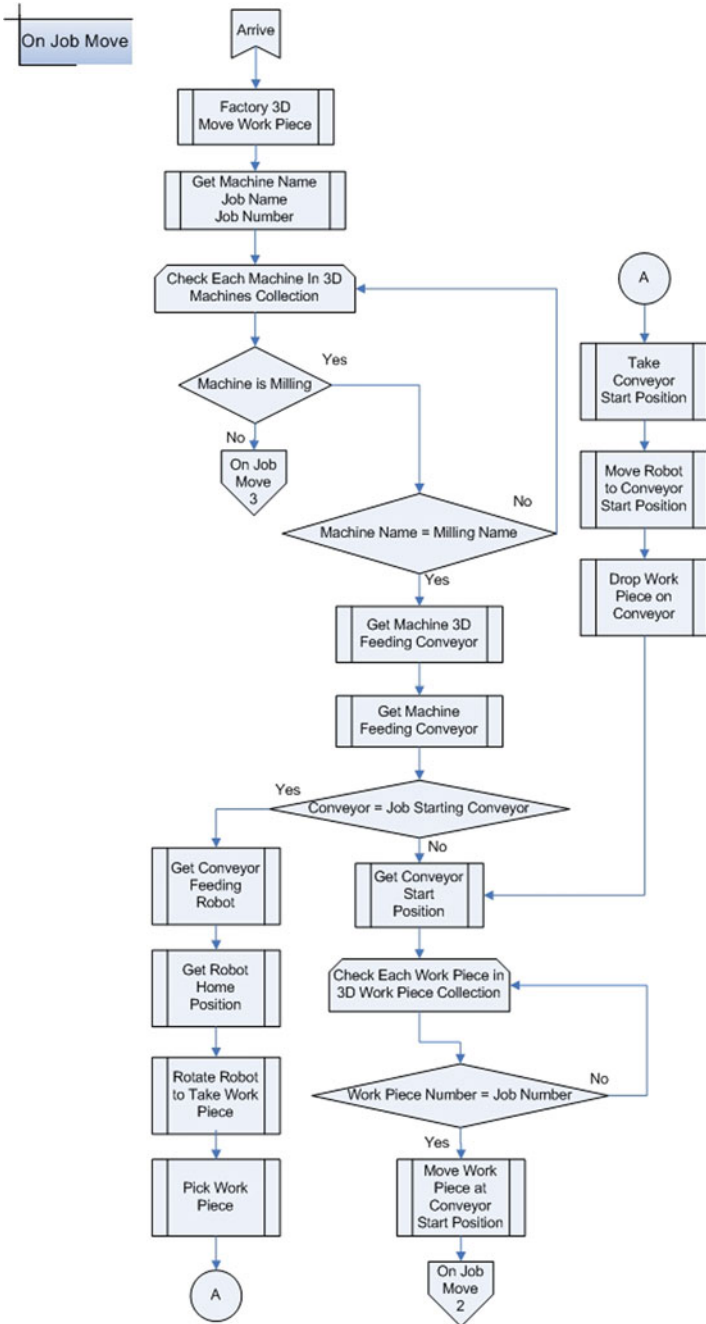 On Job Move
Arrive
Factory 3D
Move Work Piece
Get Machine Name
Job Name
Job Number
Check Each Machine In 3D
Machines Collection
Machine is Milling
Yes
No
On Job
Move
3
Machine Name = Milling Name
No
Yes
Get Machine 3D
Feeding Conveyor
Get Machine
Feeding Conveyor
Conveyor = Job Starting Conveyor
Yes
No
Get Conveyor
Feeding
Robot
Get Robot
Home
Position
Rotate Robot
to Take Work
Piece
Pick Work
Piece
A
Get Conveyor
Start
Position
Check Each Work Piece in
3D Work Piece Collection
Work Piece Number = Job Number
No
Yes
Move Work
Piece at
Conveyor
Start Position
On Job
Move
2
A
Take
Conveyor
Start Position
Move Robot
to Conveyor
Start Position
Drop Work
Piece on
Conveyor